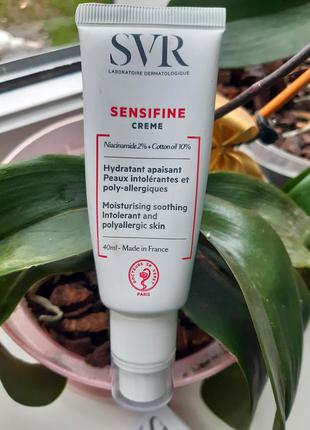 SVR
LABORATOIRE DERMATOLOGIQUE
SENSIFINE
CREME
Niacinamide 2% + Cotton oil 10%
Hydratant apaisant
Peaux intolérantes et
poly-allergiques
Moisturising soothing
Intolerant and
polyallergic skin
40ml - Made in France
PARIS